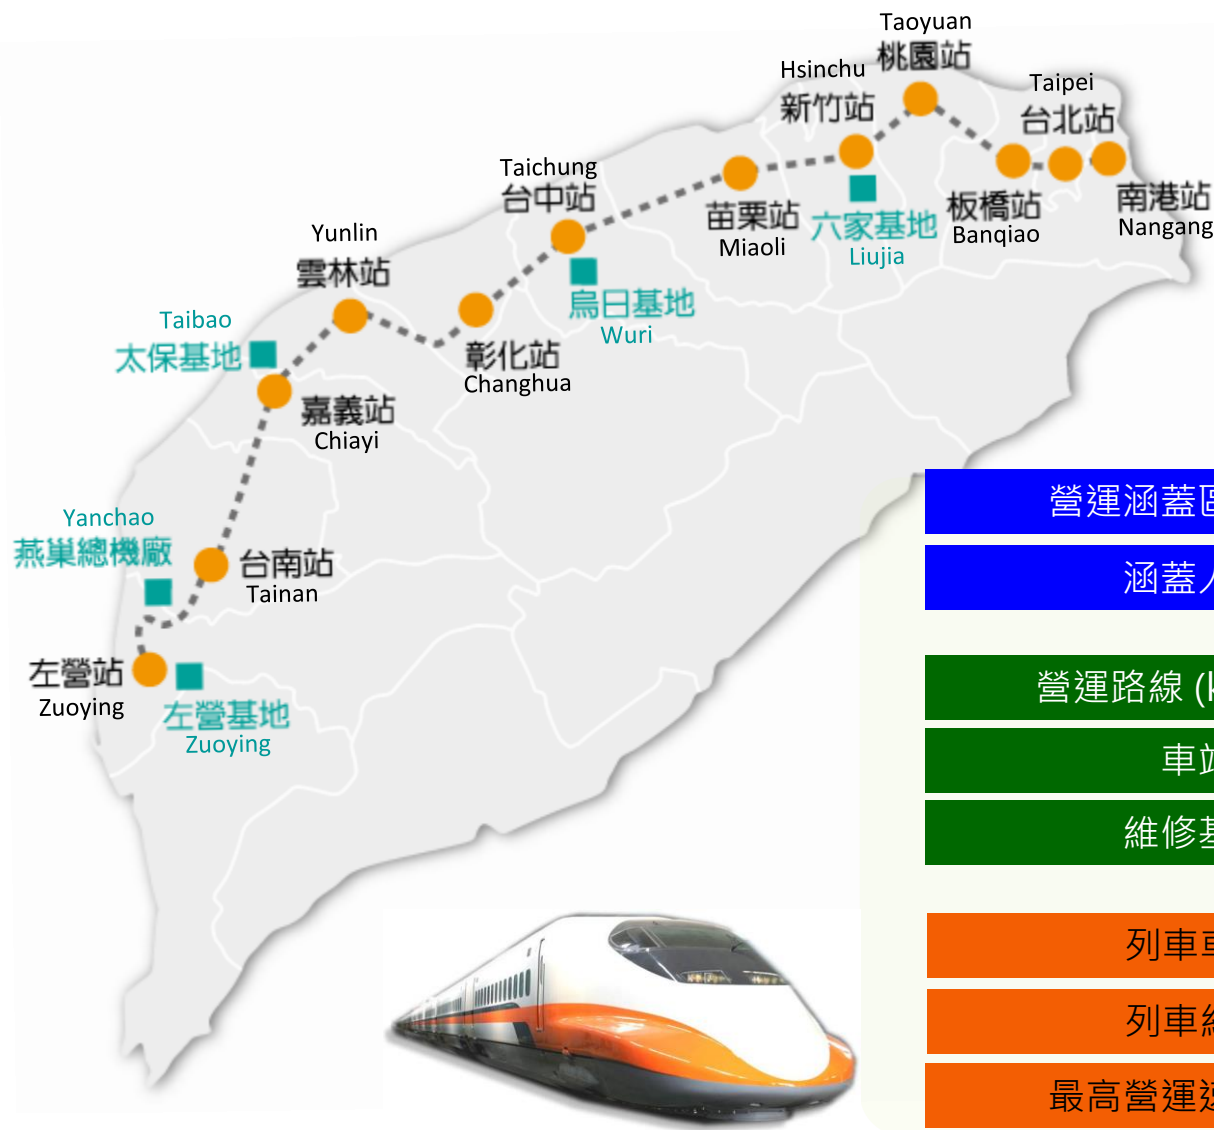 Taoyuan
桃園站
Hsinchu
新竹站
Taipei
台北站
Taichung
台中站
苗栗站
Miaoli
六家基地
Liujia
板橋站
Banqiao
南港站
Nangang
Yunlin
雲林站
烏日基地
Wuri
Taibao
太保基地
彰化站
Changhua
嘉義站
Chiayi
Yanchao
燕巢總機廠
台南站
Tainan
左營站
Zuoying
左營基地
Zuoying
營運涵蓋
涵蓋
營運路線 (
車
維修
列車
列車
最高營運